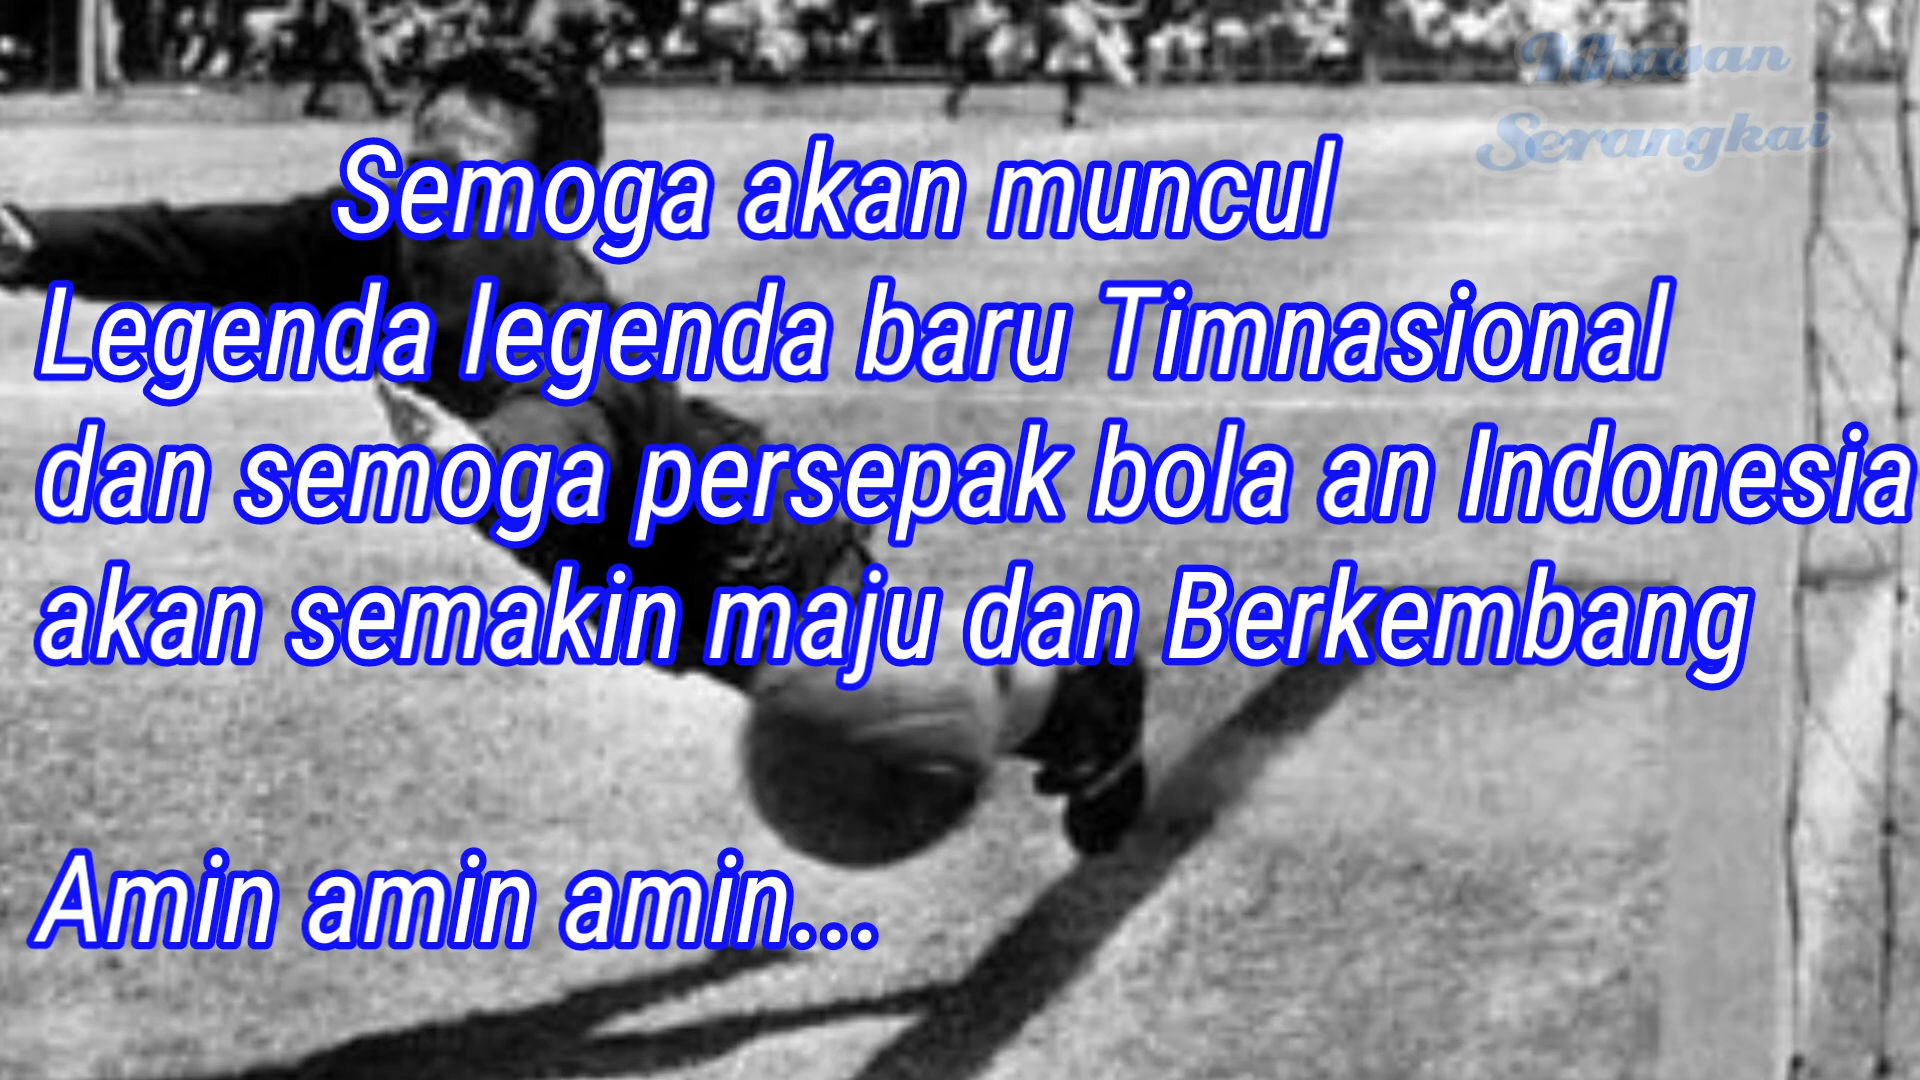 Khasan
Serangkai
Semoga akan muncul
Legenda legenda baru Timnasional
dan semoga persepak bola an Indonesia
akan semakin maju dan Berkembang
Amin amin amin...